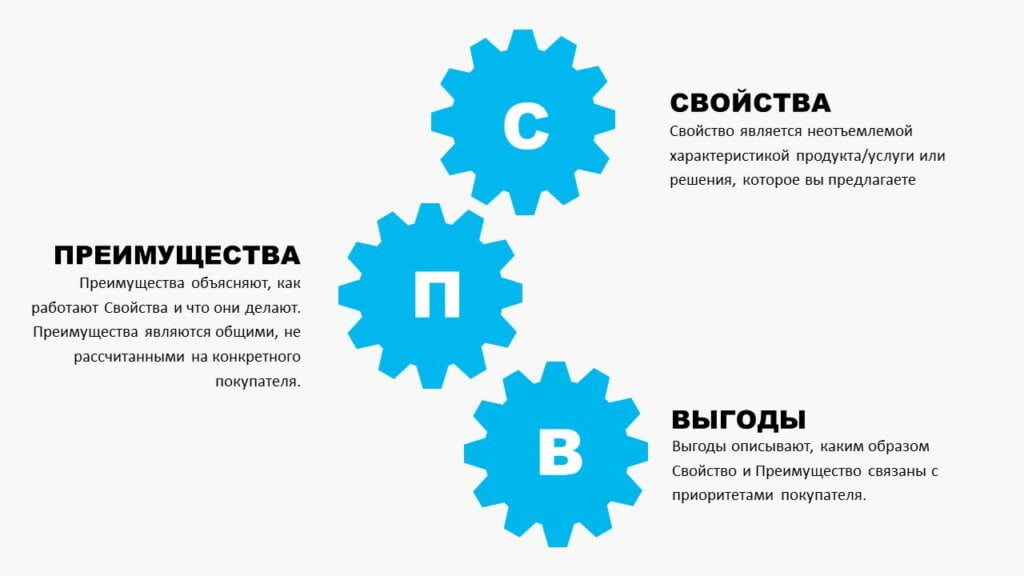 С
СВОЙСТВА
Свойство является неотъемлемой
характеристикой продукта/услуги или
решения, которое вы предлагаете
ПРЕИМУЩЕСТВА
Преимущества объясняют, как
работают Свойства и что они делают.
Преимущества являются общими, не
рассчитанными на конкретного
покупателя.
П
В
ВЫГОДЫ
Выгоды описывают, каким образом
Свойство и Преимущество связаны с
приоритетами покупателя.